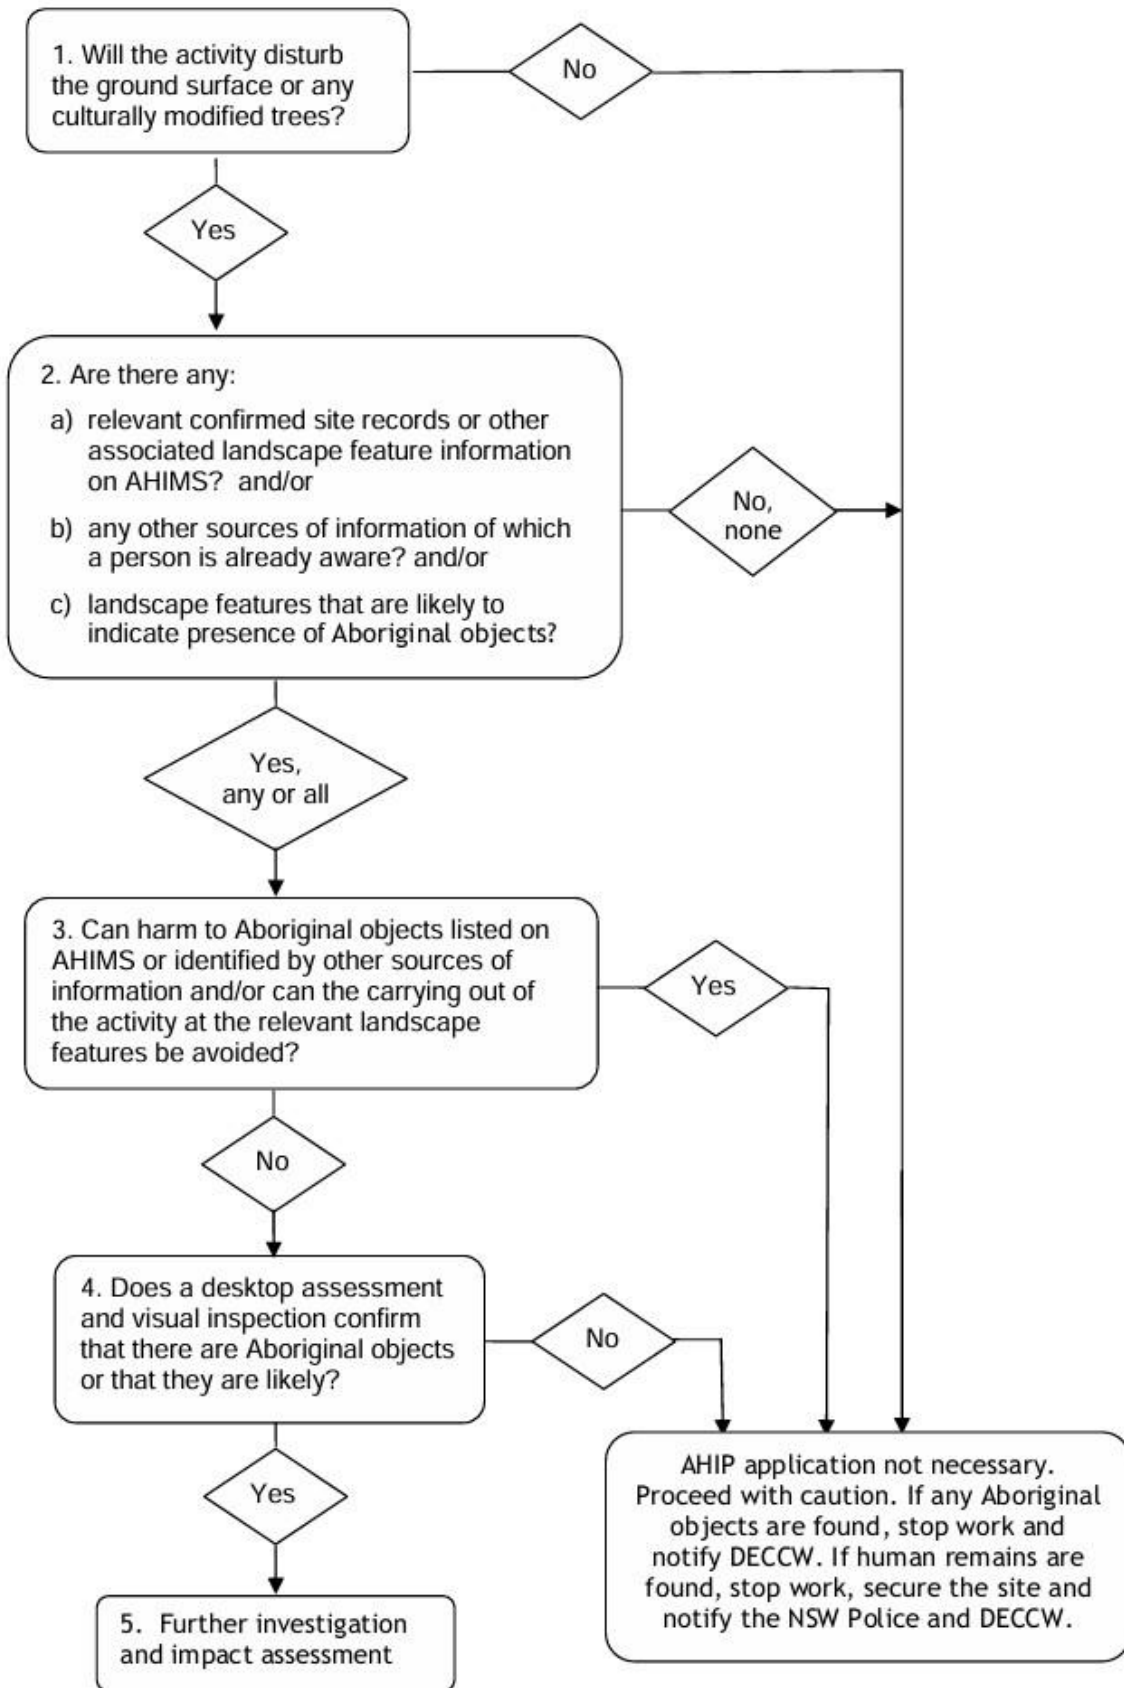 1. Will the activity disturb
the ground surface or any
culturally modified trees?
No
Yes
2. Are there any:
a) relevant confirmed site records or other
associated landscape feature information
on AHIMS? and/or
b) any other sources of information of which
a person is already aware? and/or
c) landscape features that are likely to
indicate presence of Aboriginal objects?
No,
none
Yes,
any or all
3. Can harm to Aboriginal objects listed on
AHIMS or identified by other sources of
information and/or can the carrying out of
the activity at the relevant landscape
features be avoided?
Yes
No
4. Does a desktop assessment
and visual inspection confirm
that there are Aboriginal objects
or that they are likely?
No
Yes
AHIP application not necessary.
Proceed with caution. If any Aboriginal
objects are found, stop work and
notify DECCW. If human remains are
found, stop work, secure the site and
notify the NSW Police and DECCW.
5. Further investigation
and impact assessment